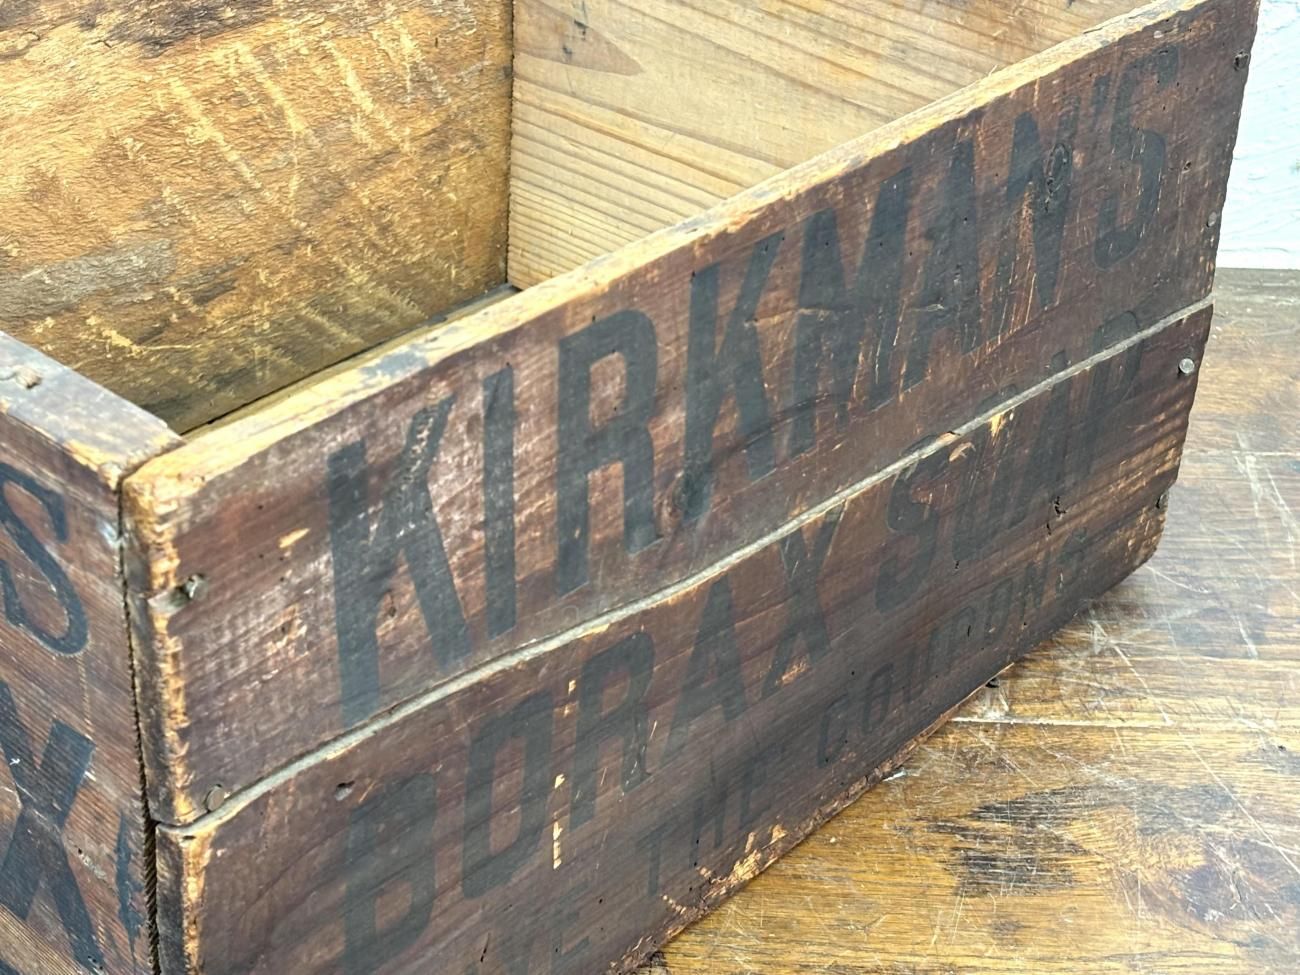 KIRKMAN'S
BORAX SOAP
THE COUPONS
S
X